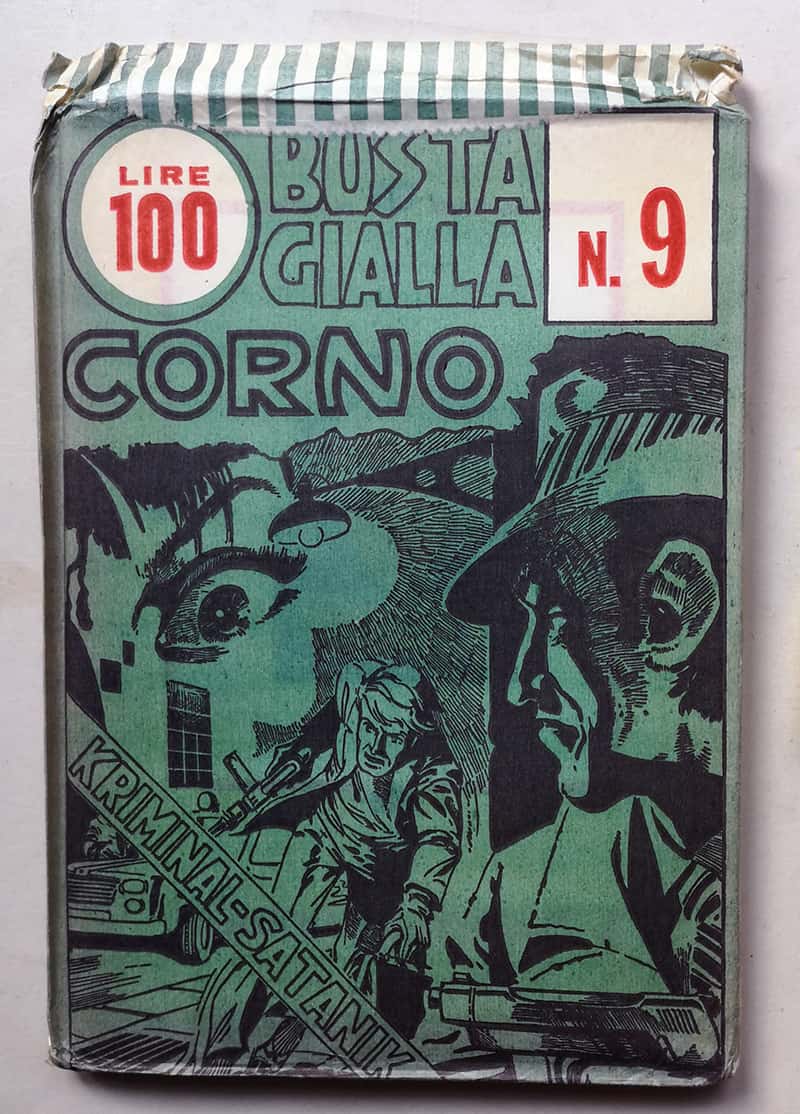 LIRE
100
BUSTA
GIALLA
N. 9
CORNO
KRIMINAL-SATANIK